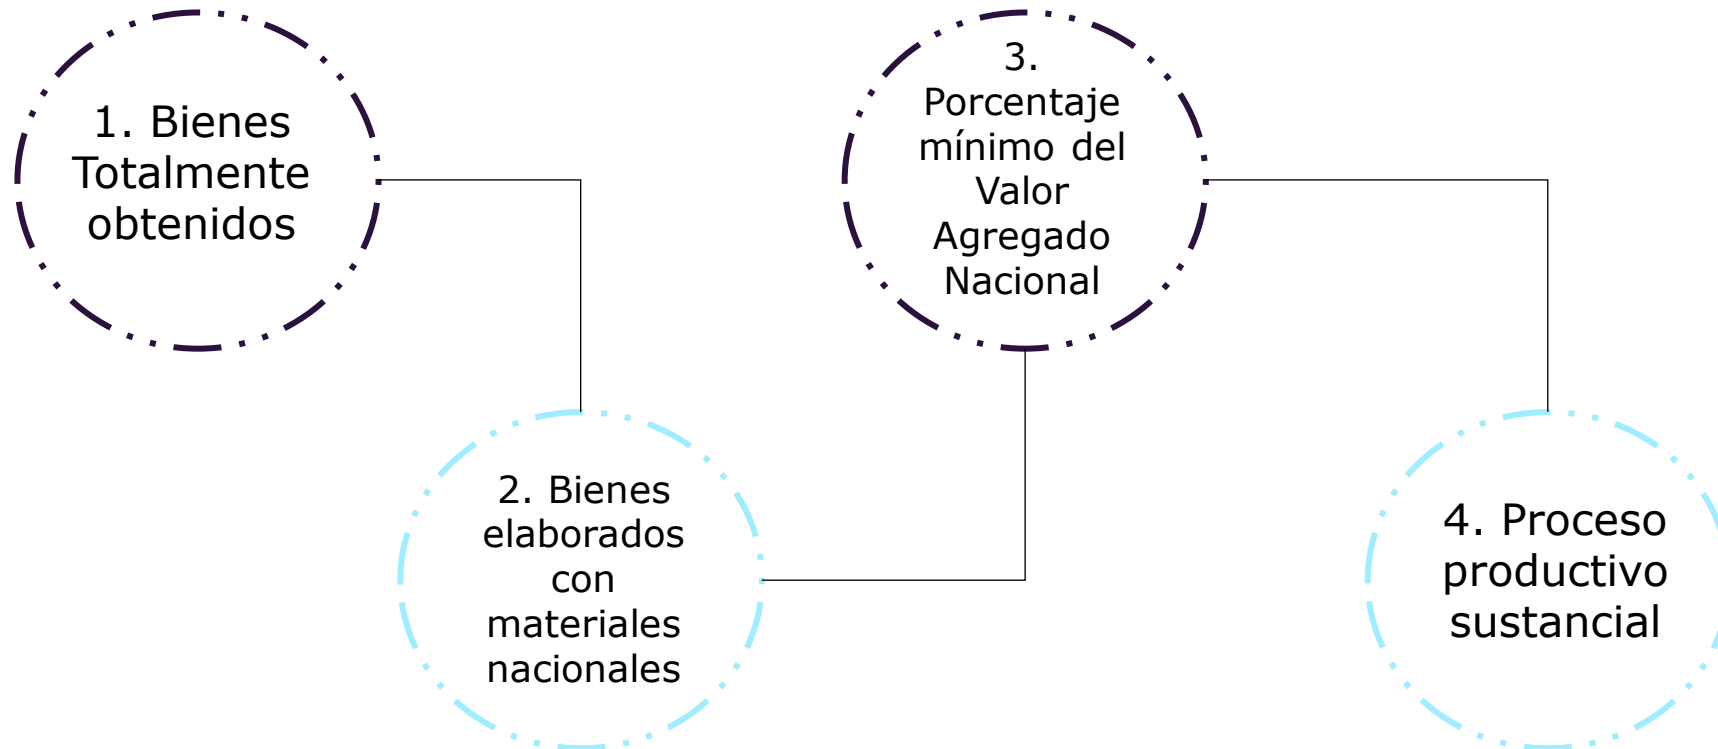 1. Bienes
Totalmente
obtenidos
2. Bienes
elaborados
con
materiales
nacionales
3.
Porcentaje
mínimo del
Valor
Agregado
Nacional
4. Proceso
productivo
sustancial